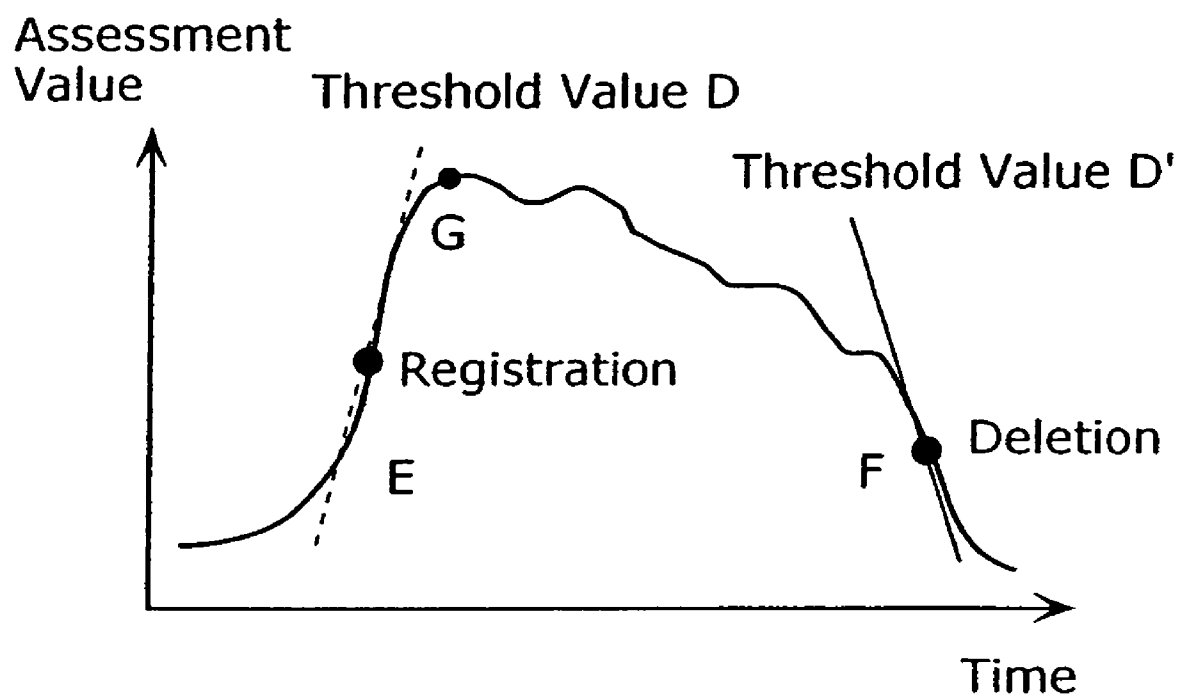 Assessment
Value
Threshold Value D
Threshold Value D'
G
Registration
E
F
Deletion
Time